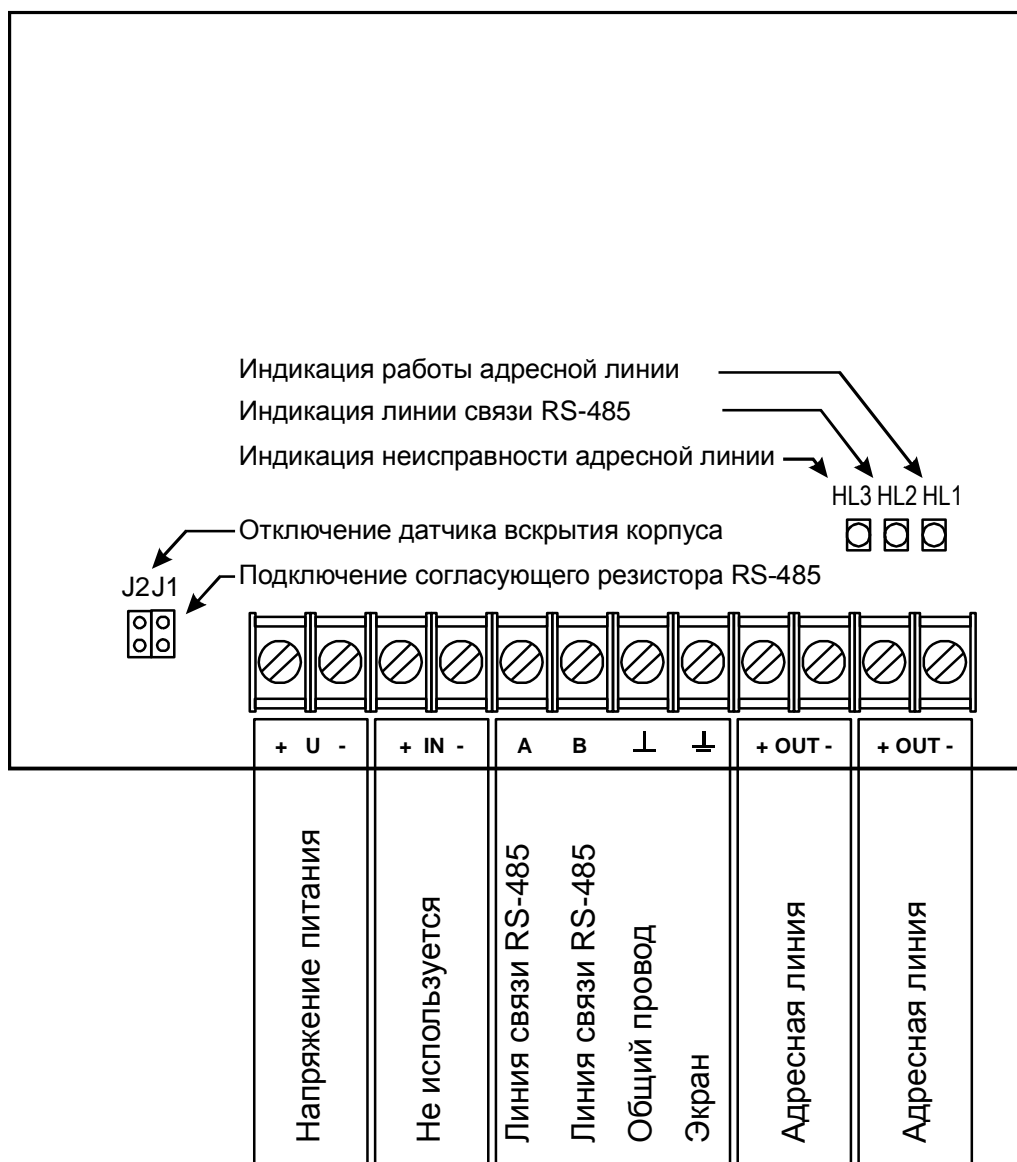 Индикация работы адресной линии
Индикация линии связи RS-485
Индикация неисправности адресной линии
HL3 HL2 HL1
Отключение датчика вскрытия корпуса
Подключение согласующего резистора RS-485
J2 J1
+ U -
+ IN -
A
B
+ OUT -
+ OUT -
Напряжение питания
Не используется
Линия связи RS-485
Линия связи RS-485
Общий провод
Экран
Адресная линия
Адресная линия